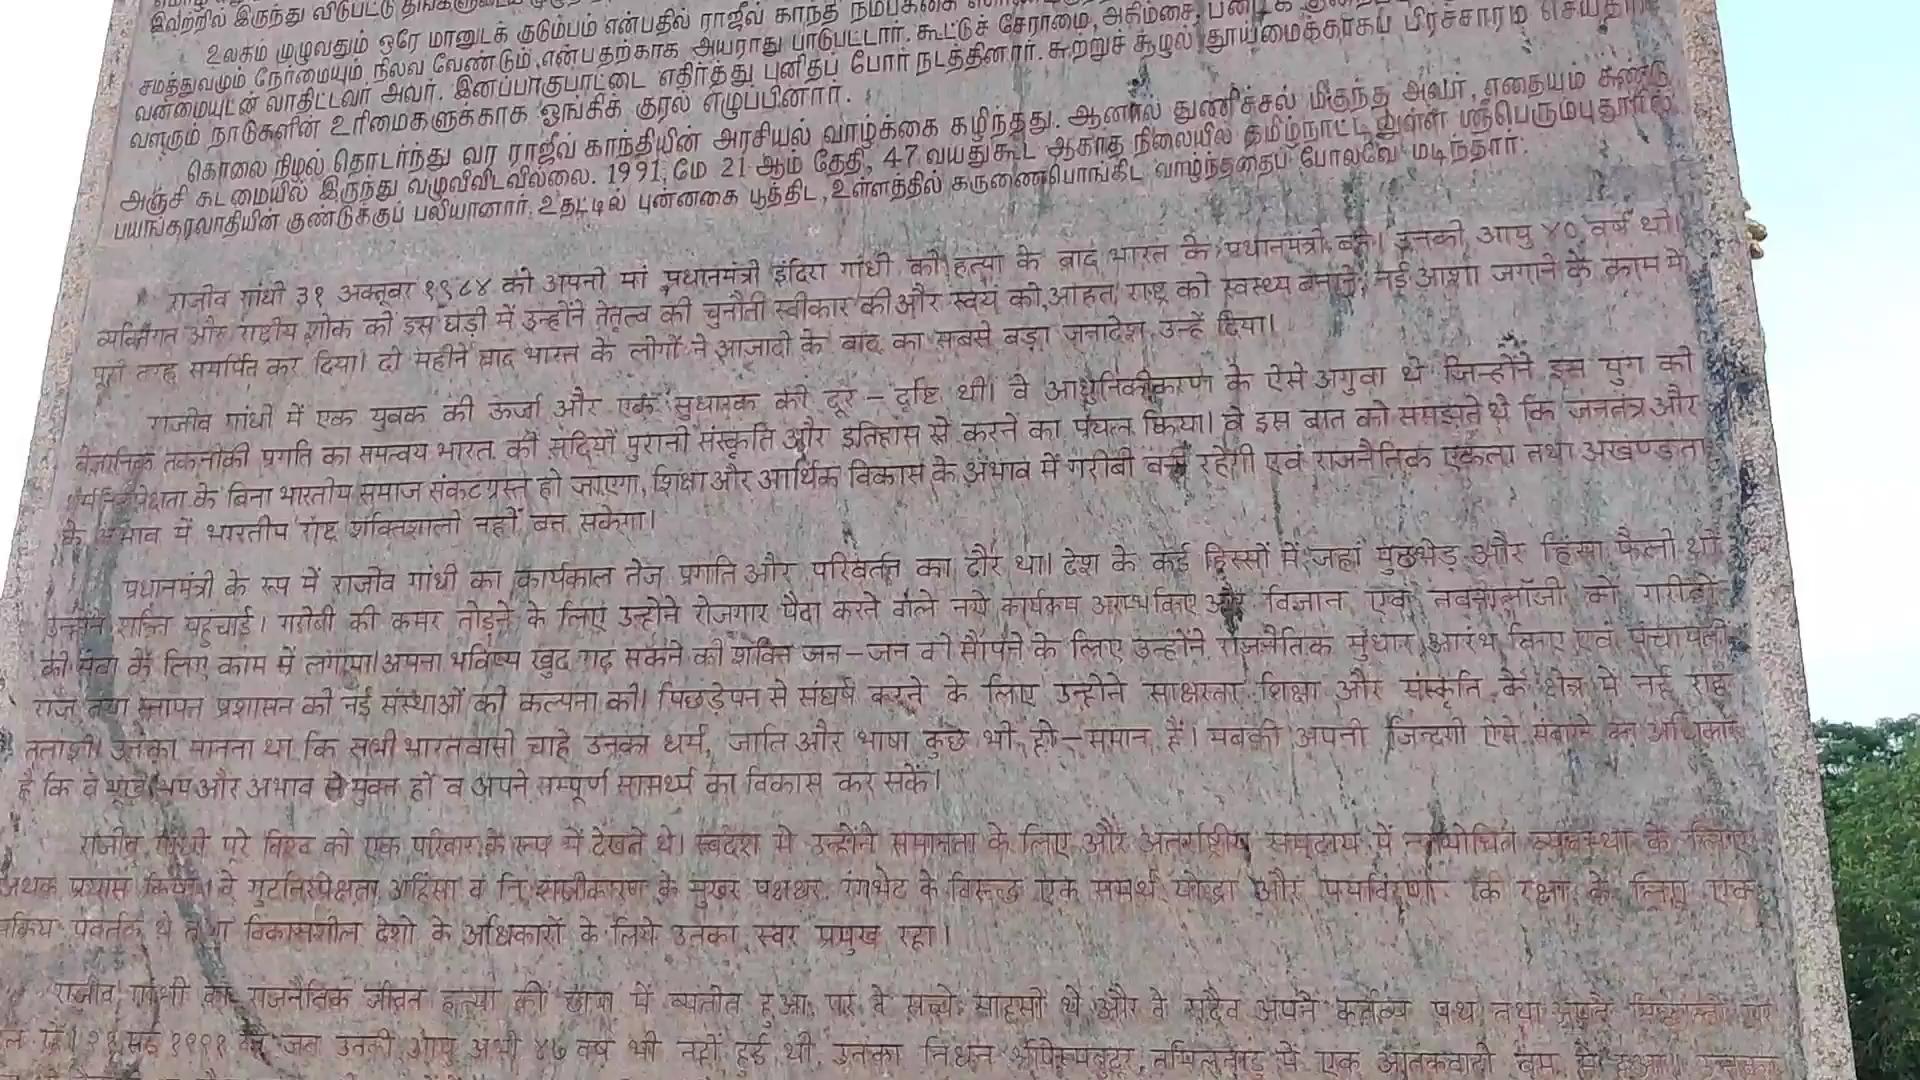 இவற்றில் இருந்து விடுபட்டு
உலகம் முழுவதும் ஒரே மானுடக் குடும்பம் என்பதில் ராஜீவ் காந்தி நம்பிக்கை
சமத்துவமும் நேர்மையும் நிலவ வேண்டும் என்பதற்காக அயராது பாடுபட்டார். கூட்டுச் சேராமை, அகிம்சை,
வன்மையுடன் வாதிட்டவர் அவர். இனப்பாகுபாட்டை எதிர்த்து புனிதப் போர் நடத்தினார். சுற்றுச் சூழல் தூய்மைக்காகப் பிரச்சாரம்
வளரும் நாடுகளின் உரிமைகளுக்காக ஓங்கிக் குரல் எழுப்பினார்.
கொலை நிழல் தொடர்ந்து வர ராஜீவ் காந்தியின் அரசியல் வாழ்க்கை கழிந்தது. ஆனால் துணிச்சல் மிகுந்த அவர், எதையும் கண்டு
அஞ்சி கடமையில் இருந்து வழுவிவிடவில்லை. 1991, மே 21 ஆம் தேதி, 47 வயதுகூட ஆகாத நிலையில் தமிழ்நாட்டிலுள்ள ஸ்ரீபெரும்புதூரில்
பயங்கரவாதியின் குண்டுக்குப் பலியானார். உதட்டில் புன்னகை பூத்திட, உள்ளத்தில் கருணைபொங்கிட வாழ்ந்ததைப் போலவே மடிந்தார்.
राजीव गांधी ३१ अक्तूबर १९८४ को अपनी मां प्रधानमंत्री इंदिरा गांधी की हत्या के बाद भारत के प्रधानमंत्री बने। उनकी आयु ४० वर्ष थी।
व्यक्तिगत और राष्ट्रीय शोक की इस घड़ी में उन्होंने नेतृत्व की चुनौती स्वीकार की और स्वयं को आहत राष्ट्र को स्वस्थ्य बनाने, नई आशा जगाने के काम में
पूरी तरह समर्पित कर दिया। दो महीने बाद भारत के लोगों ने आजादी के बाद का सबसे बड़ा जनादेश उन्हें दिया।
राजीव गांधी में एक युवक की ऊर्जा और एक सुधारक की दूर – दृष्टि थी। वे आधुनिकीकरण के ऐसे अगुवा थे जिन्होंने इस युग की
वैज्ञानिक तकनीकी प्रगति का समन्वय भारत की सदियों पुरानी संस्कृति और इतिहास से करने का प्रयत्न किया। वे इस बात को समझते थे कि जनतंत्र और
धर्मनिरपेक्षता के बिना भारतीय समाज संकटग्रस्त हो जाएगा, शिक्षा और आर्थिक विकास के अभाव में गरीबी बनी रहेगी एवं राजनैतिक एकता तथा अखण्डता
के अभाव में भारतीय राष्ट्र शक्तिशाली नहीं बन सकेगा।
प्रधानमंत्री के रूप में राजीव गांधी का कार्यकाल तेज प्रगति और परिवर्तन का दौर था। देश के कई हिस्सों में जहां मुठभेड़ और हिंसा फैली थी
उन्होंने शान्ति पहुंचाई। गरीबी की कमर तोड़ने के लिए उन्होंने रोजगार पैदा करने वाले नये कार्यक्रम आरम्भ किए और विज्ञान एवं को गरीबों
की सेवा के लिए काम में लगाया। अपना भविष्य खुद गढ़ सकने की शक्ति जन – जन को सौंपने के लिए उन्होंने राजनैतिक सुधार आरंभ किए एवं पंचायती
राज तथा प्रशासन की नई संस्थाओं की कल्पना की। पिछड़ेपन से संघर्ष करने के लिए उन्होंने साक्षरता, शिक्षा और संस्कृति के क्षेत्र में नई राह
तलाशी। उनका मानना था कि सभी भारतवासी चाहे उनका धर्म, जाति और भाषा कुछ भी हो – समान हैं। सबको अपनी जिन्दगी ऐसे संवारने का अधिकार
है कि वे भूख, भय और अभाव से मुक्त हों व अपने सम्पूर्ण सामर्थ्य का विकास कर सकें।
राजीव गांधी पूरे विश्व को एक परिवार के रूप में देखते थे। स्वदेश में उन्होंने समानता के लिए और अंतर्राष्ट्रीय समुदाय में न्यायोचित व्यवस्था के लिए
अथक प्रयास किया। वे गुटनिरपेक्षता, अहिंसा व निःशस्त्रीकरण के मुखर पक्षधर, रंगभेद के विरूद्ध एक समर्थ योद्धा और पर्यावरण की रक्षा के लिए एक
प्रवर्तक थे तथा विकासशील देशो के अधिकारों के लिये उनका स्वर प्रमुख रहा।
राजीव गांधी का राजनैतिक जीवन हत्या की छाया में व्यतीत हुआ पर वे सच्चे साहसी थे और वे सदैव अपने कर्तव्य पथ तथा अपने
२१ मई १९९१ को जब उनकी आयु अभी ४७ वर्ष भी नहीं हुई थी, उनका निधन तमिलनाडु में एक आतंकवादी बम से हुआ।